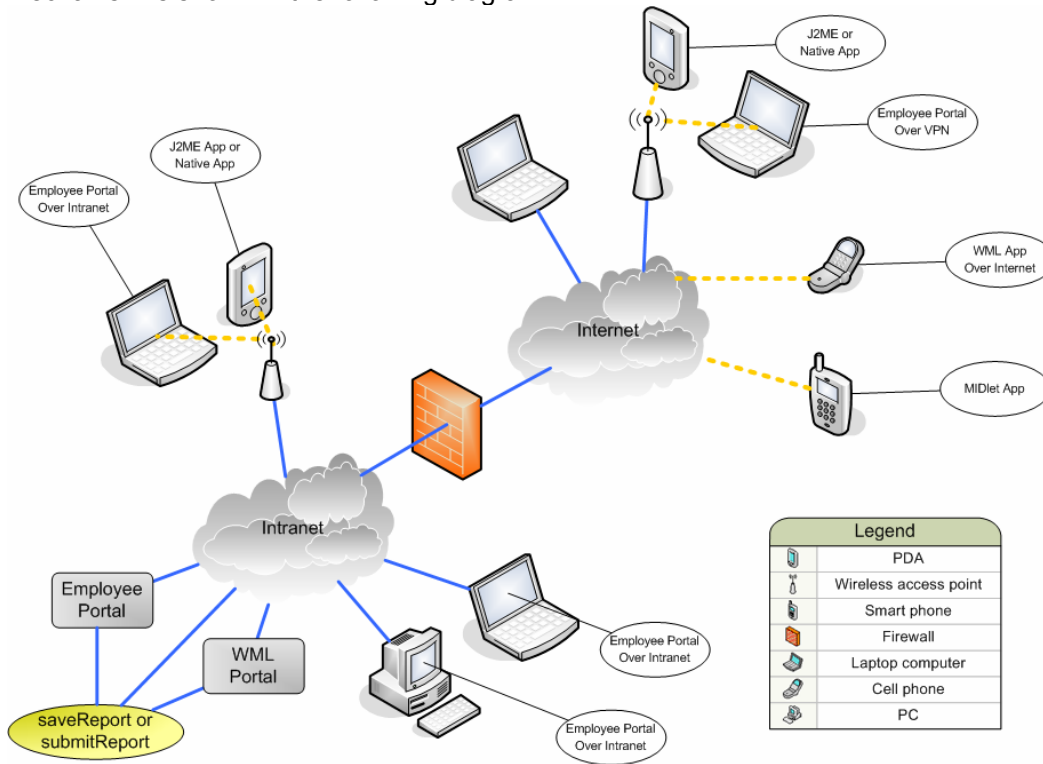 J2ME or
Native App
Employee Portal
Over VPN
J2ME App or
Native App
Employee Portal
Over Intranet
WML App
Over Internet
Internet
MIDlet App
Intranet
Employee
Portal
WML
Portal
saveReport or
submitReport
Employee Portal
Over Intranet
Employee Portal
Over Intranet
Legend
PDA
Wireless access point
Smart phone
Firewall
Laptop computer
Cell phone
PC